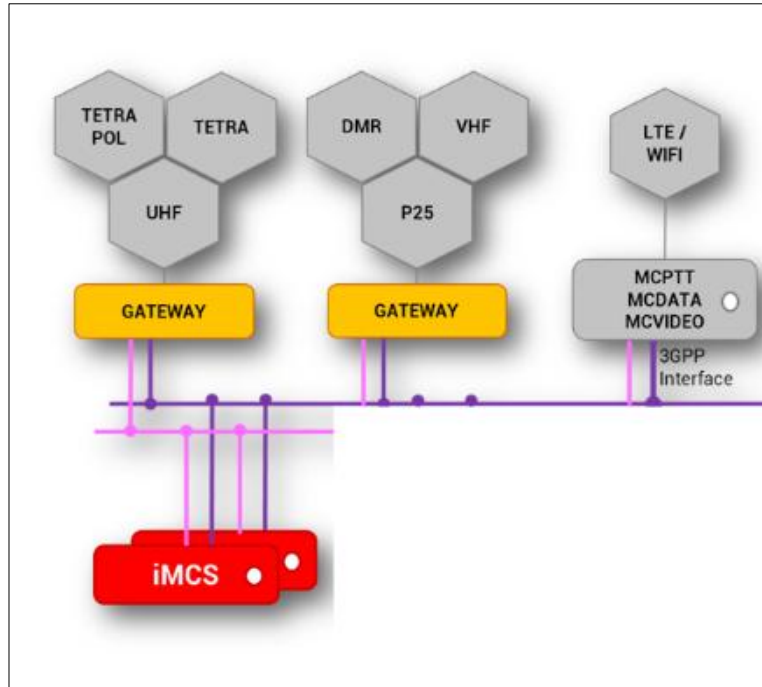 TETRA
POL
TETRA
UHF
DMR
VHF
P25
LTE /
WIFI
GATEWAY
GATEWAY
MCPTT
MCDATA
MCVIDEO
3GPP
Interface
iMCS